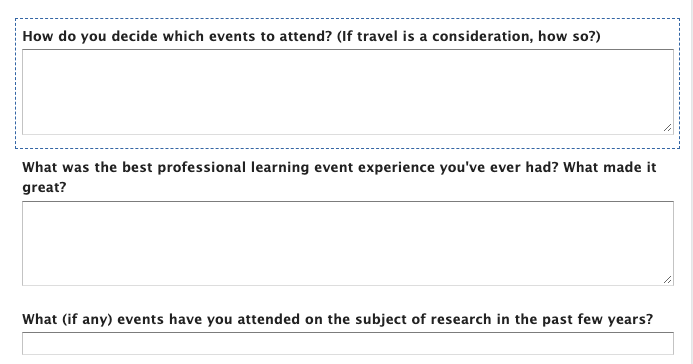 How do you decide which events to attend? (If travel is a consideration, how so?)
What was the best professional learning event experience you've ever had? What made it
great?
What (if any) events have you attended on the subject of research in the past few years?